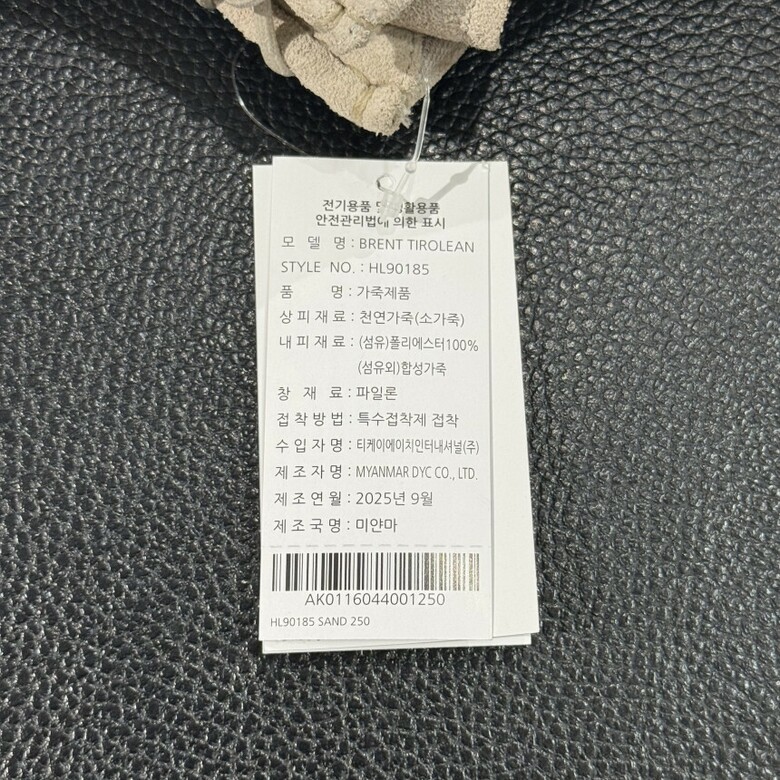 전기용품 및 생활용품
안전관리법에 의한 표시
모 델 명 : BRENT TIROLEAN
STYLE NO. : HL90185
품 명 : 가죽제품
상 피 재 료 : 천연가죽(소가죽)
내 피 재 료 : (섬유)폴리에스터100%
(섬유외)합성가죽
창 재 료 : 파일론
접 착 방 법 : 특수접착제 접착
수 입 자 명 : 티케이에이치인터내셔널(주)
제 조 자 명 : MYANMAR DYC CO., LTD.
제 조 연 월 : 2025년 9월
제 조 국 명 : 미얀마
AK0116044001250
HL90185 SAND 250